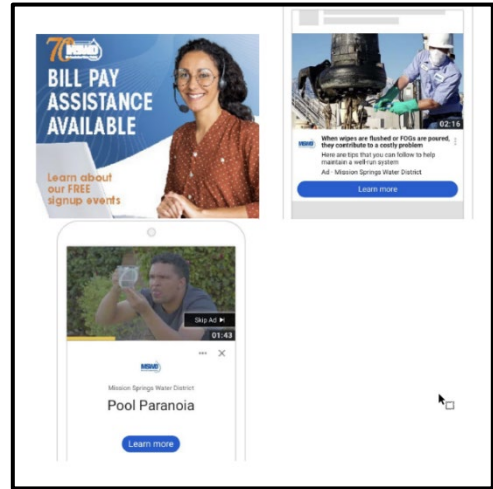 70 MSWD
BILL PAY
ASSISTANCE
AVAILABLE
Learn about
our FREE
signup events
02:16
MSWD
When wipes are flushed or FOGs are poured,
they contribute to a costly problem
Here are tips that you can follow to help
maintain a well-run system
Ad · Mission Springs Water District
Learn more
Skip Ad
01:43
MSWD
Mission Springs Water District
Pool Paranoia
Learn more